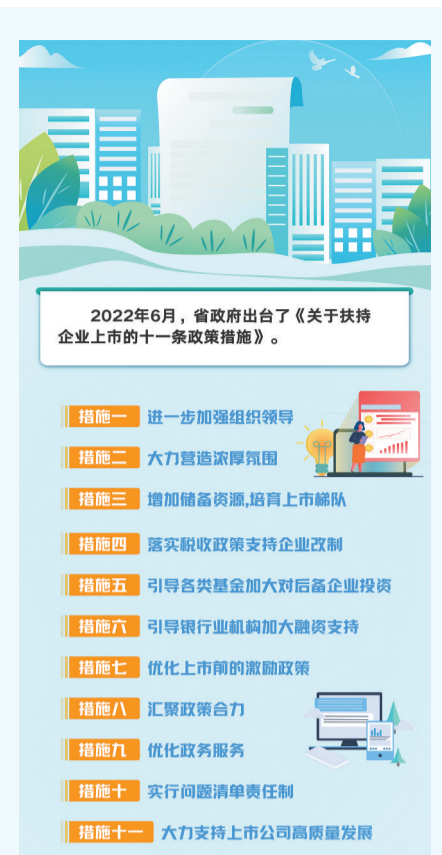 2022年6月，省政府出台了《关于扶持
企业上市的十一条政策措施》。
措施一 进一步加强组织领导
措施二 大力营造浓厚氛围
措施三 增加储备资源,培育上市梯队
措施四 落实税收政策支持企业改制
措施五 引导各类基金加大对后备企业投资
措施六 引导银行业机构加大融资支持
措施七 优化上市前的激励政策
措施八 汇聚政策合力
措施九 优化政务服务
措施十 实行问题清单责任制
措施十一 大力支持上市公司高质量发展